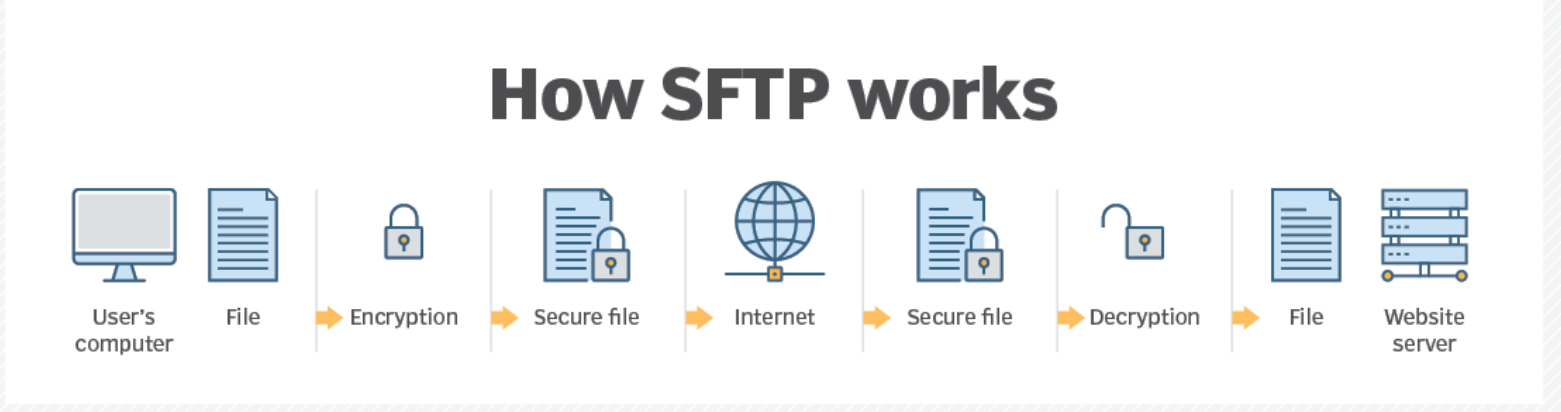 How SFTP works
User's
computer
File
Encryption
Secure file
Internet
Secure file
Decryption
File
Website
server